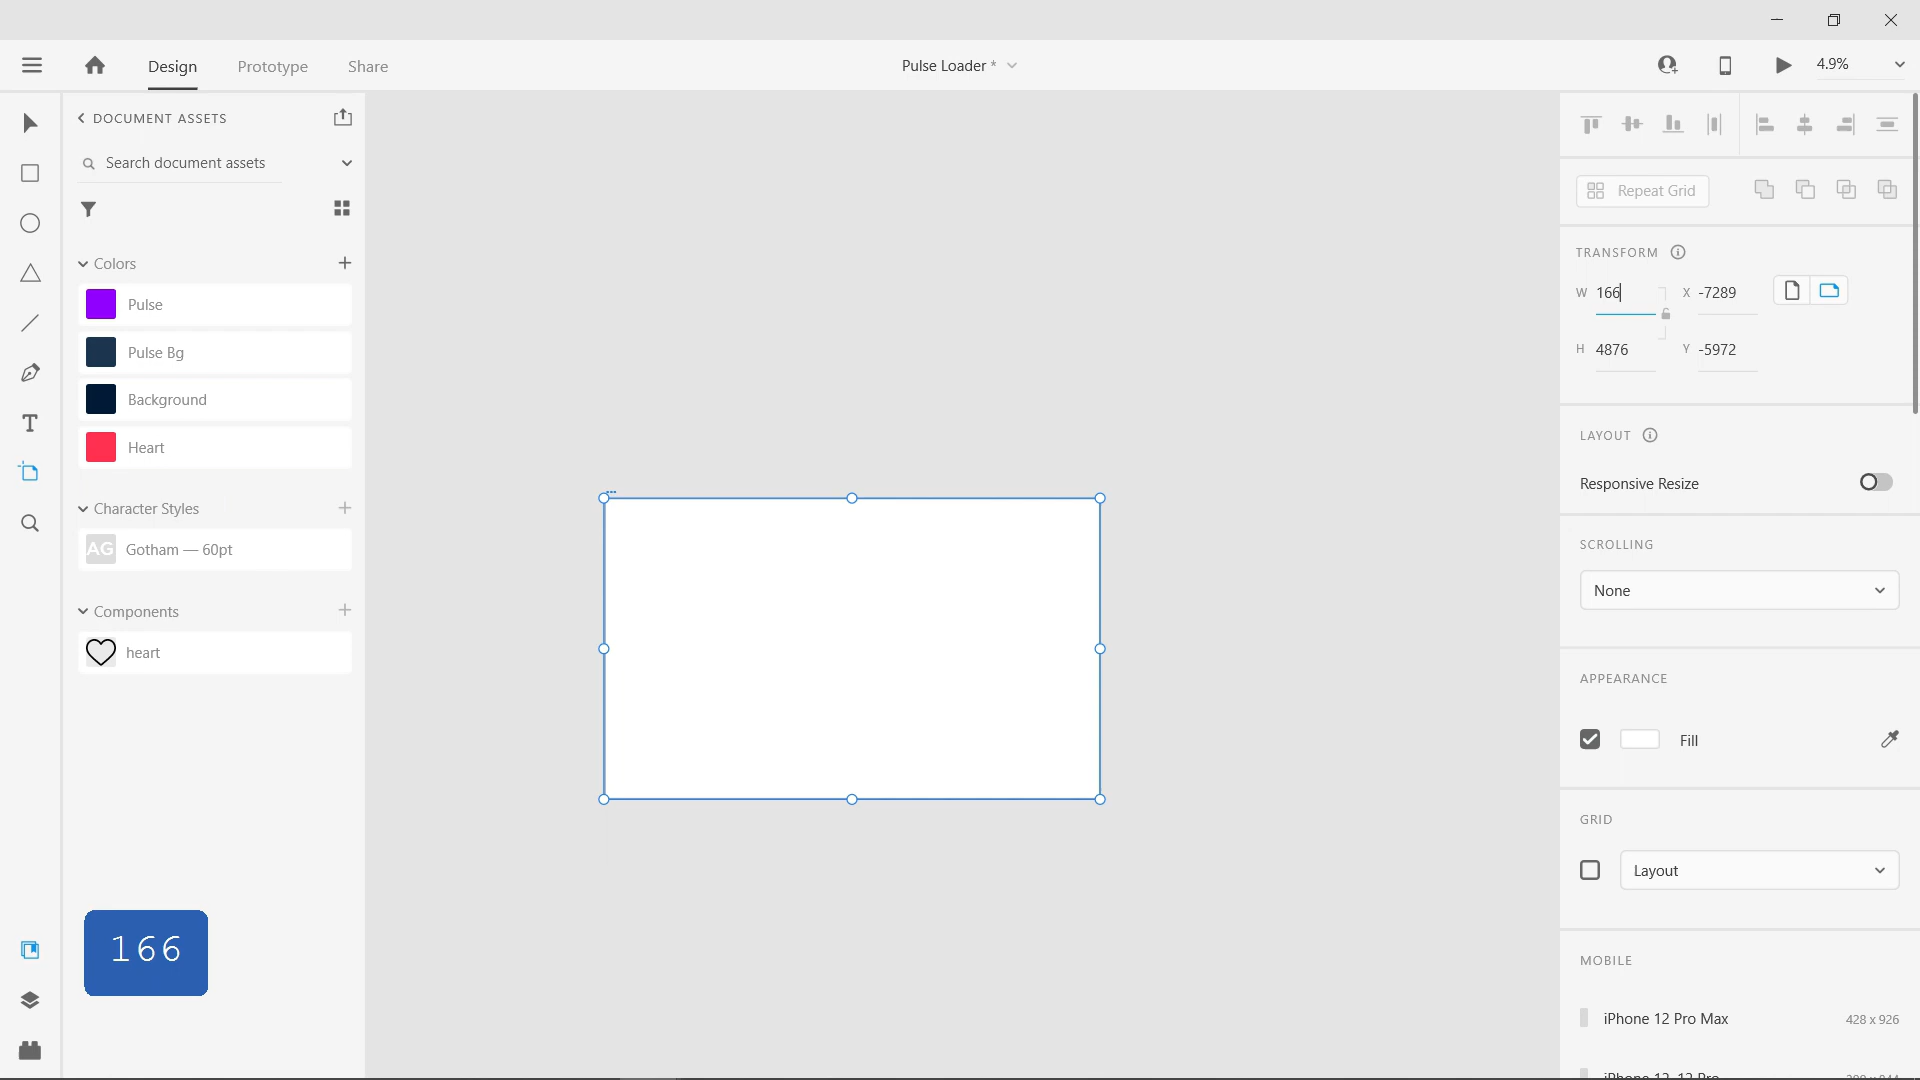 Design
Prototype
Share
Pulse Loader *
4.9%
DOCUMENT ASSETS
Search document assets
Colors
Pulse
Pulse Bg
Background
Heart
Character Styles
AG
Gotham — 60pt
Components
heart
166
Repeat Grid
TRANSFORM
W 166
X -7289
H 4876
Y -5972
LAYOUT
Responsive Resize
SCROLLING
None
APPEARANCE
Fill
GRID
Layout
MOBILE
iPhone 12 Pro Max
428 x 926